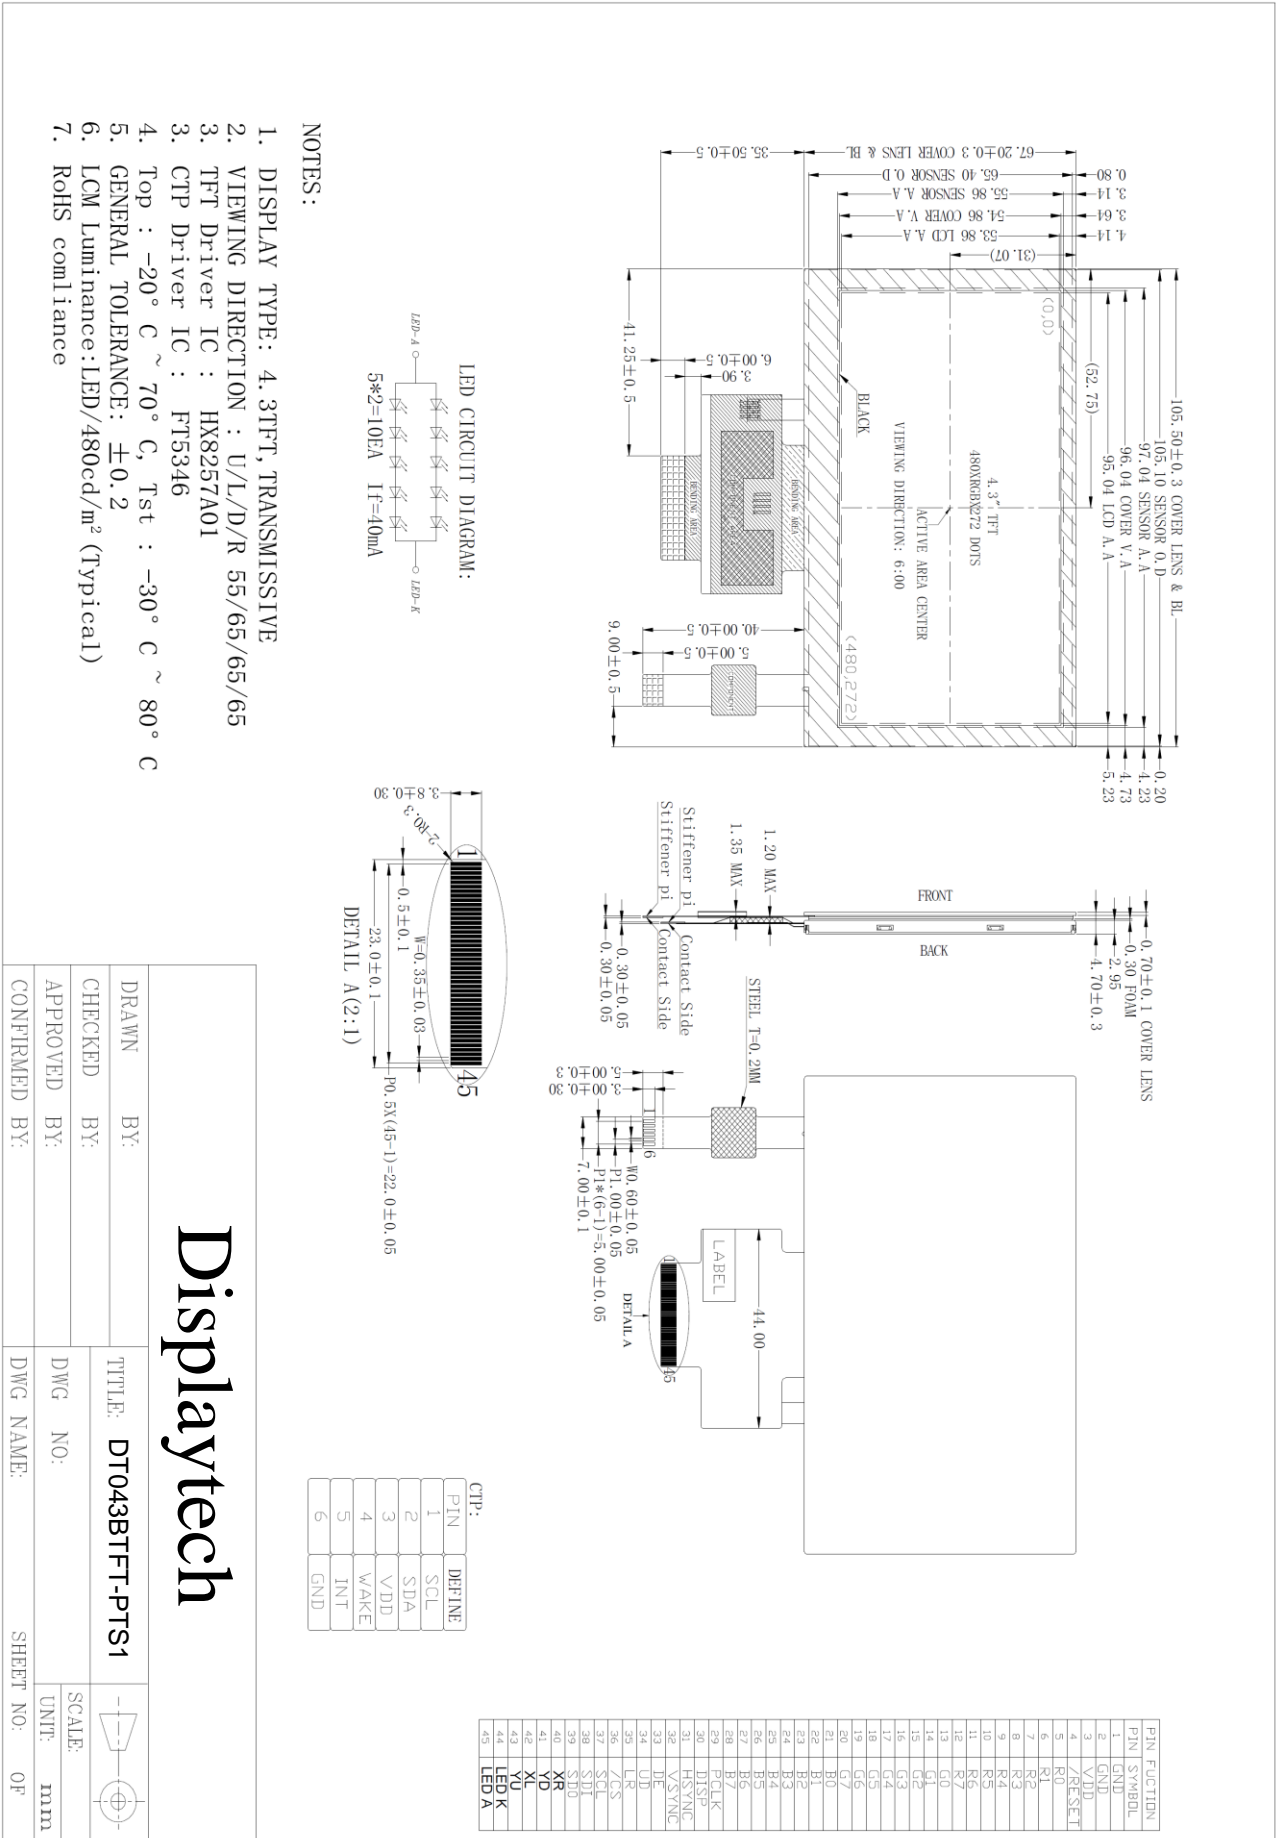 105.50±0.3 COVER LENS & BL
105.10 SENSOR O.D
97.04 SENSOR A.A
96.04 COVER V.A
95.04 LCD A.A
(52.75)
0.20
4.23
4.73
5.23
67.20±0.3 COVER LENS & BL
65.40 SENSOR O.D
55.86 SENSOR A.A
54.86 COVER V.A
53.86 LCD A.A
(31.07)
0.80
3.14
3.64
4.14
35.50±0.5
(0,0)
4.3" TFT
480XRGBX272 DOTS
ACTIVE AREA CENTER
VIEWING DIRECTION: 6:00
(480,272)
BLACK
BENDING AREA
BENDING AREA
COMPONENT
3.90
6.00±0.5
41.25±0.5
40.00±0.5
5.00±0.5
9.00±0.5
0.70±0.1 COVER LENS
0.30 FOAM
2.95
4.70±0.3
FRONT
BACK
1.20 MAX
1.35 MAX
Stiffener pi
Contact Side
Stiffener pi
Contact Side
0.30±0.05
0.30±0.05
STEEL T=0.2MM
5.00±0.3
3.00±0.30
1
6
W0.60±0.05
P1.00±0.05
P1*(6-1)=5.00±0.05
7.00±0.1
LABEL
44.00
1
45
DETAIL A
LED CIRCUIT DIAGRAM:
LED-A
LED-K
5*2=10EA If=40mA
3.8±0.30
2-R0.3
1
45
0.5±0.1
W=0.35±0.03
P0.5X(45-1)=22.0±0.05
23.0±0.1
DETAIL A(2:1)
CTP:
PIN DEFINE
1 SCL
2 SDA
3 VDD
4 WAKE
5 INT
6 GND
PIN FUCTION
PIN SYMBOL
1 GND
2 GND
3 VDD
4 /RESET
5 R0
6 R1
7 R2
8 R3
9 R4
10 R5
11 R6
12 R7
13 G0
14 G1
15 G2
16 G3
17 G4
18 G5
19 G6
20 G7
21 B0
22 B1
23 B2
24 B3
25 B4
26 B5
27 B6
28 B7
29 PCLK
30 DISP
31 HSYNC
32 VSYNC
33 DE
34 UD
35 LR
36 /CS
37 SCL
38 SDI
39 SDO
40 XR
41 YD
42 XL
43 YU
44 LED K
45 LED A
NOTES:
1. DISPLAY TYPE: 4.3TFT, TRANSMISSIVE
2. VIEWING DIRECTION : U/L/D/R 55/65/65/65
3. TFT Driver IC : HX8257A01
3. CTP Driver IC : FT5346
4. Top : -20° C ~ 70° C, Tst : -30° C ~ 80° C
5. GENERAL TOLERANCE: ±0.2
6. LCM Luminance:LED/480cd/m² (Typical)
7. RoHS comliance
Displaytech
DRAWN BY:
CHECKED BY:
APPROVED BY:
CONFIRMED BY:
TITLE: DT043BTFT-PTS1
DWG NO:
DWG NAME:
SCALE:
UNIT: mm
SHEET NO: OF